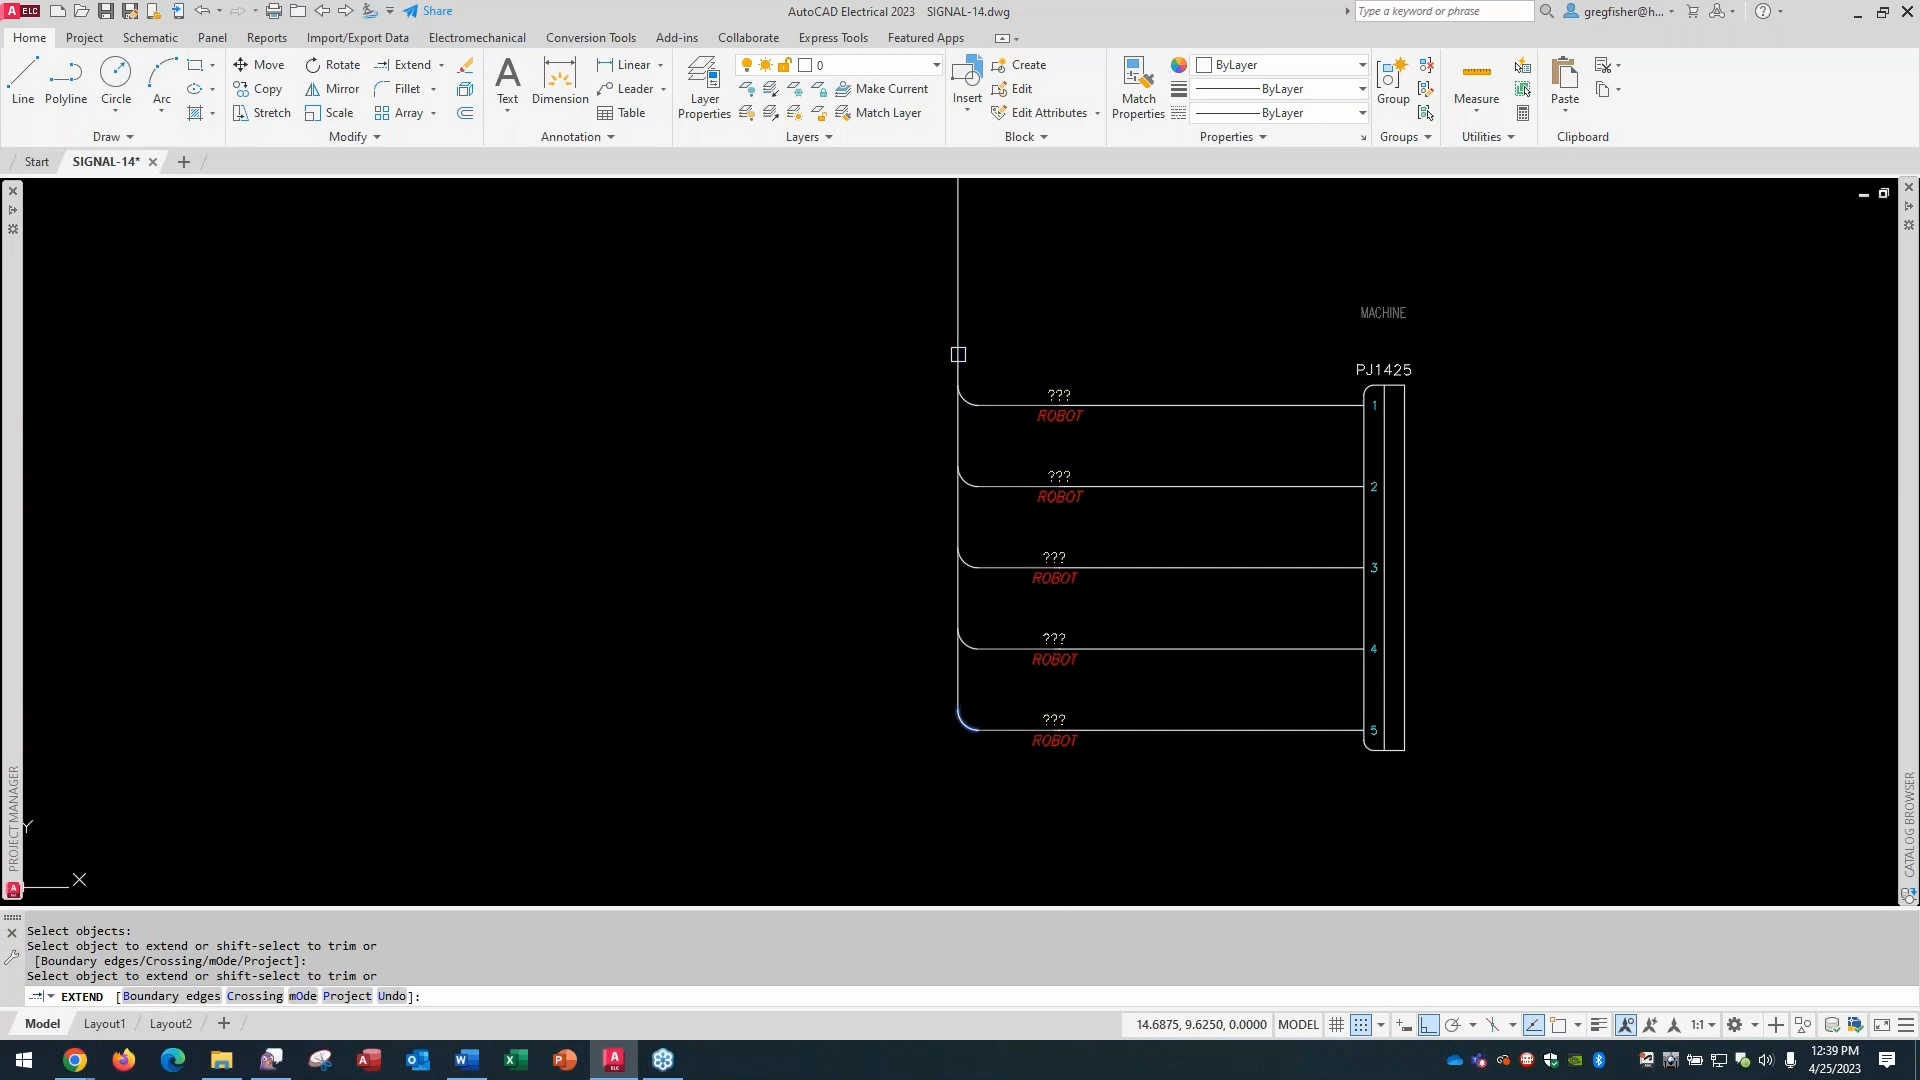 A ELC Share AutoCAD Electrical 2023 SIGNAL-14.dwg Type a keyword or phrase gregfisher@h...
Home Project Schematic Panel Reports Import/Export Data Electromechanical Conversion Tools Add-ins Collaborate Express Tools Featured Apps
Line Polyline Circle Arc
Draw
Move Rotate Extend
Copy Mirror Fillet
Stretch Scale Array
Modify
Text Dimension
Linear
Leader
Table
Annotation
Layer Properties
0
Make Current
Match Layer
Layers
Insert
Create
Edit
Edit Attributes
Block
Match Properties
ByLayer
ByLayer
ByLayer
Properties
Group
Groups
Measure
Utilities
Paste
Clipboard
Start SIGNAL-14*
MACHINE
PJ1425
???
ROBOT
1
???
ROBOT
2
???
ROBOT
3
???
ROBOT
4
???
ROBOT
5
PROJECT MANAGER
CATALOG BROWSER
Y
X
Select objects:
Select object to extend or shift-select to trim or
[Boundary edges/Crossing/mOde/Project]:
Select object to extend or shift-select to trim or
EXTEND [Boundary edges Crossing mOde Project Undo]:
Model Layout1 Layout2
14.6875, 9.6250, 0.0000 MODEL 1:1
12:39 PM
4/25/2023